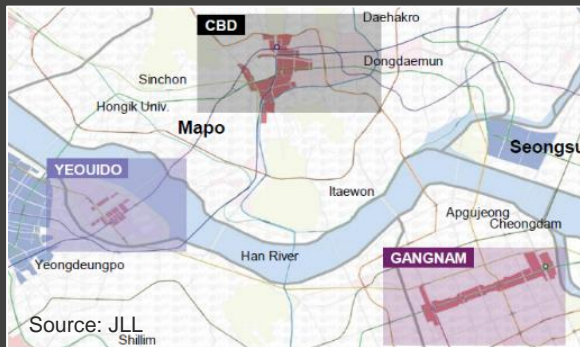 CBD
Daehakro
Dongdaemun
Sinchon
Hongik Univ.
Mapo
Seongsu
YEOUIDO
Itaewon
Apgujeong
Cheongdam
Han River
GANGNAM
Yeongdeungpo
Source: JLL
Shillim